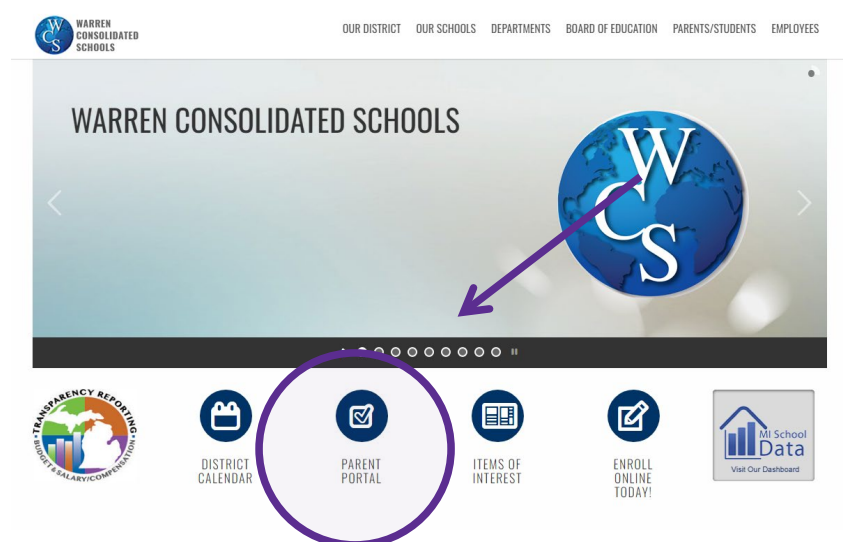 WARREN
CONSOLIDATED
SCHOOLS
OUR DISTRICT OUR SCHOOLS DEPARTMENTS BOARD OF EDUCATION PARENTS/STUDENTS EMPLOYEES
WCS
WARREN CONSOLIDATED SCHOOLS
WCS
TRANSPARENCY REPORTING
BUDGET & SALARY/COMPENSATION
DISTRICT
CALENDAR
PARENT
PORTAL
ITEMS OF
INTEREST
ENROLL
ONLINE
TODAY!
MI School
Data
Visit Our Dashboard